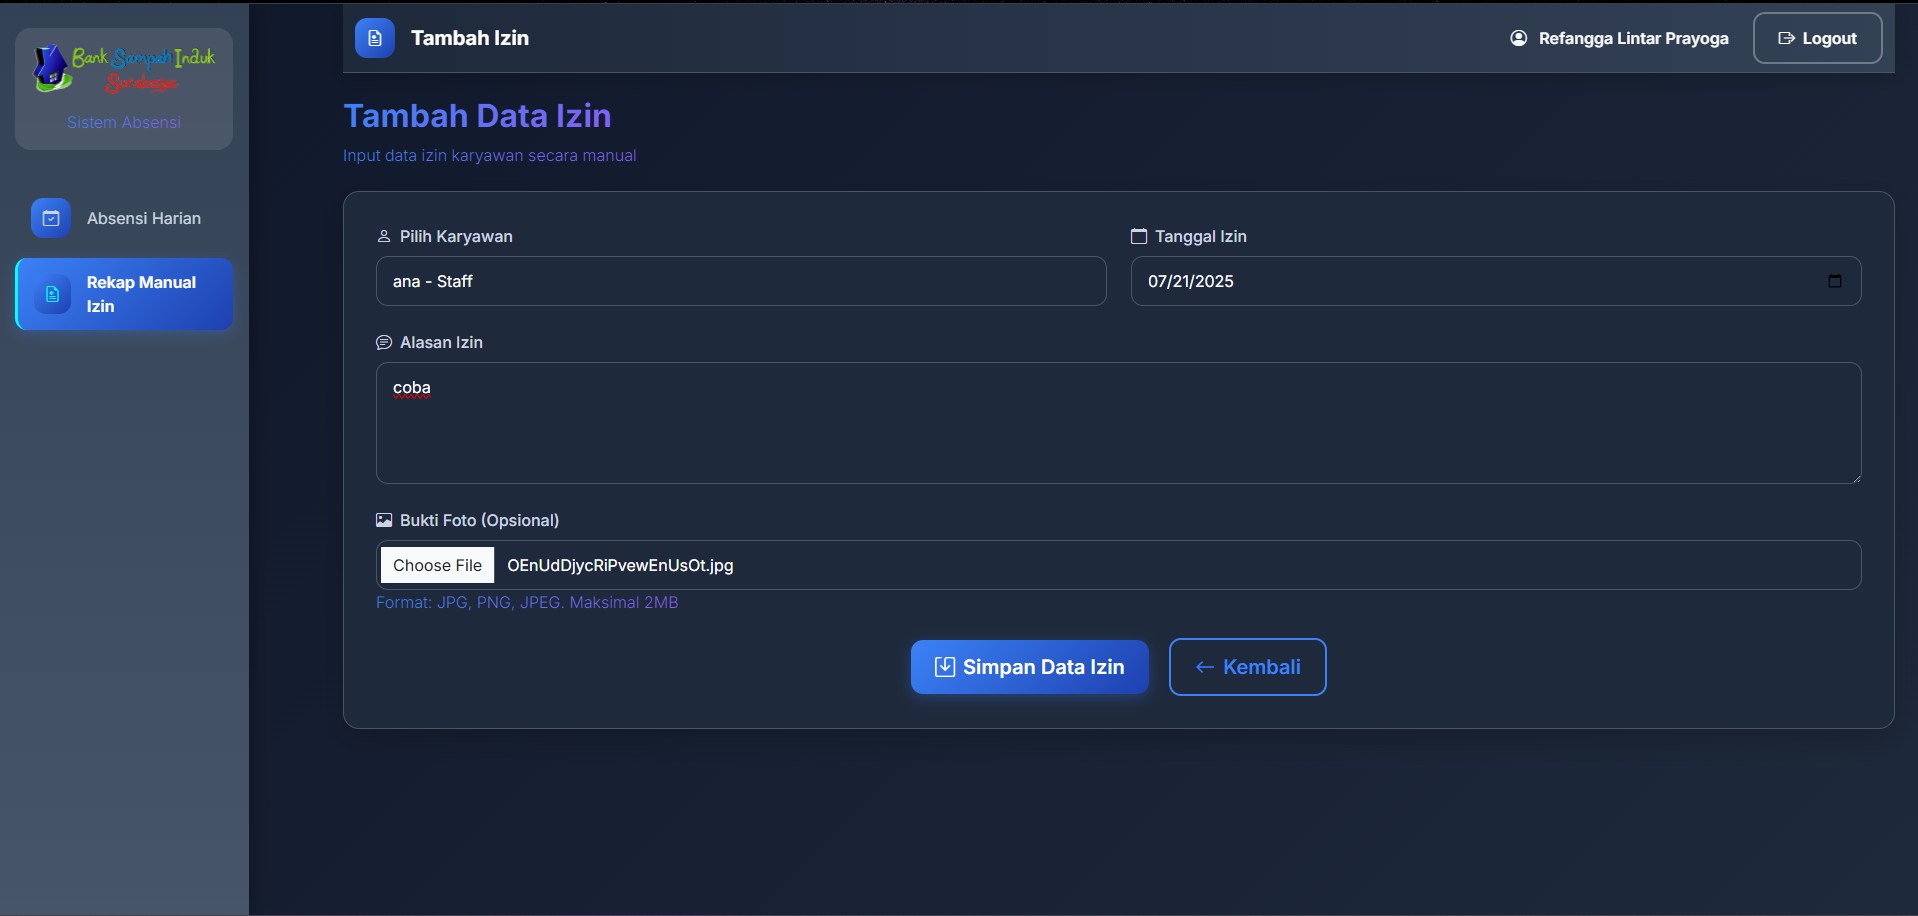 Bank Sampah Induk
Surabaya
Sistem Absensi
Absensi Harian
Rekap Manual
Izin
Tambah Izin
Refangga Lintar Prayoga
Logout
Tambah Data Izin
Input data izin karyawan secara manual
Pilih Karyawan
Tanggal Izin
ana - Staff
07/21/2025
Alasan Izin
coba
Bukti Foto (Opsional)
Choose File
OEnUdDjycRiPvewEnUsOt.jpg
Format: JPG, PNG, JPEG. Maksimal 2MB
Simpan Data Izin
Kembali